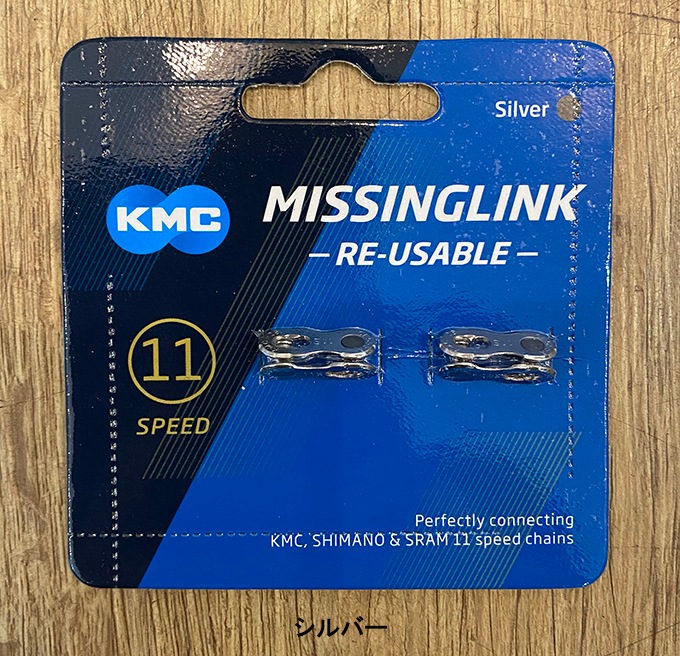 Silver
KMC
MISSINGLINK
– RE-USABLE –
11
SPEED
Perfectly connecting
KMC, SHIMANO & SRAM 11 speed chains
シルバー